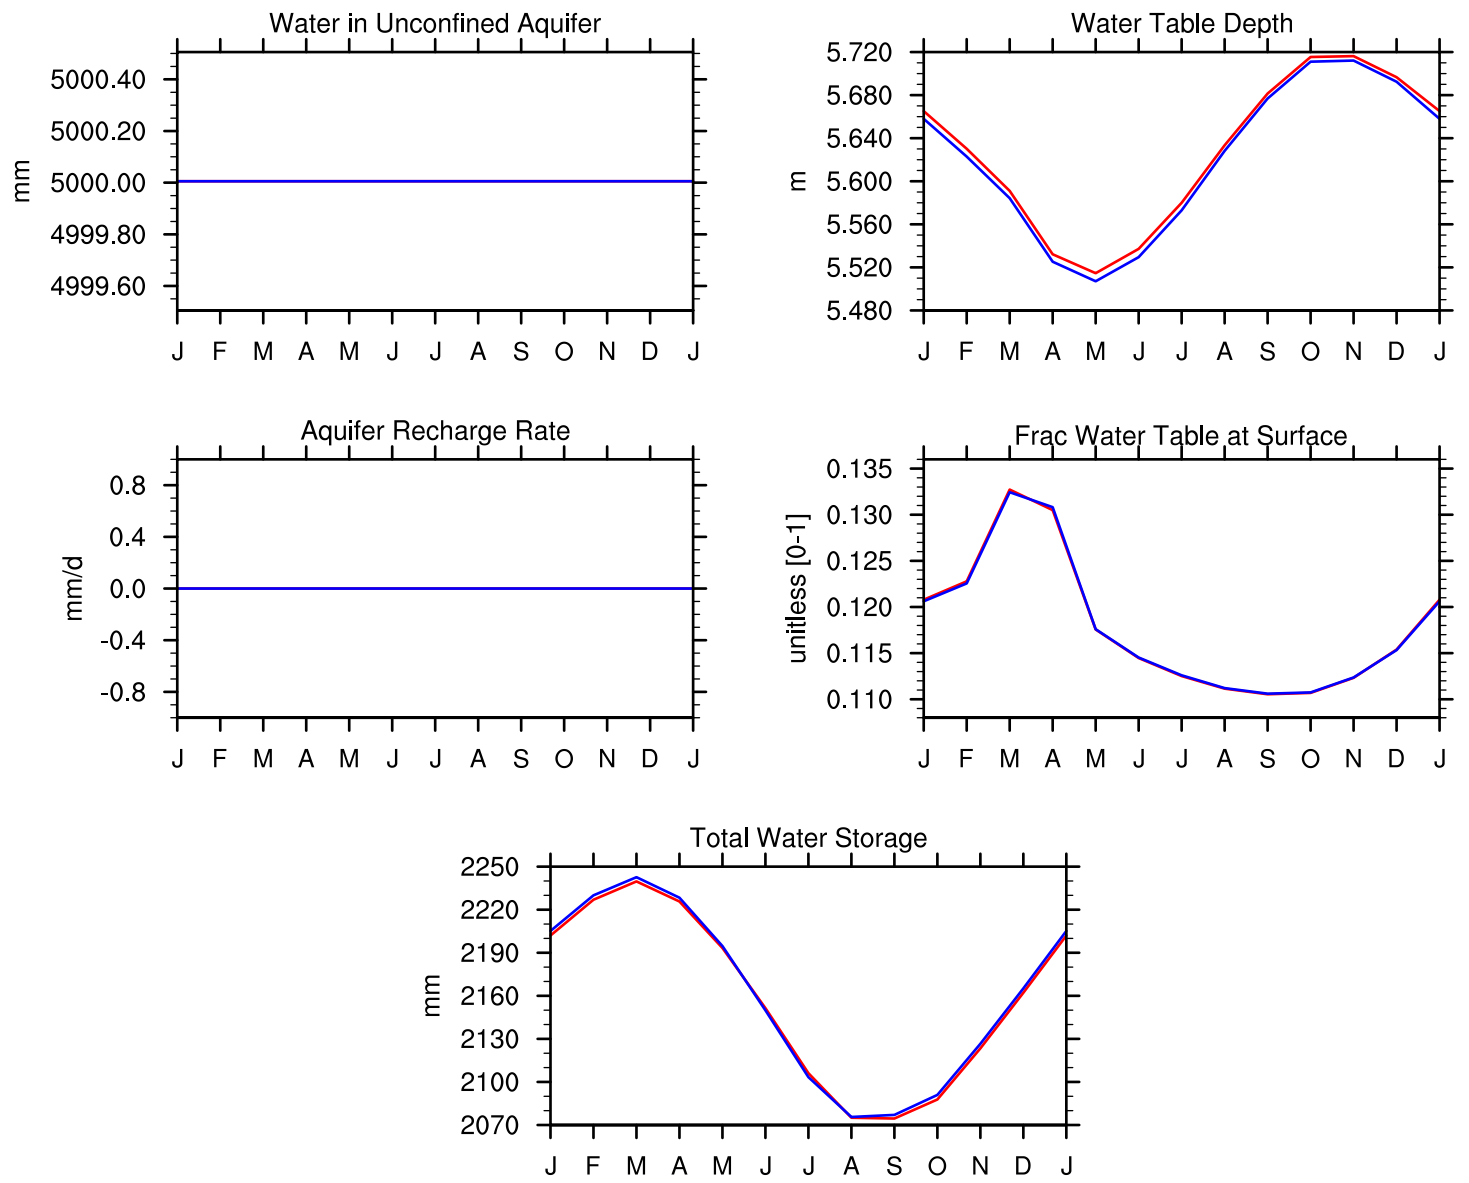 Water in Unconfined Aquifer
5000.40
5000.20
5000.00
4999.80
4999.60
mm
J F M A M J J A S O N D J
Water Table Depth
5.720
5.680
5.640
5.600
5.560
5.520
5.480
m
J F M A M J J A S O N D J
Aquifer Recharge Rate
0.8
0.4
0.0
-0.4
-0.8
mm/d
J F M A M J J A S O N D J
Frac Water Table at Surface
0.135
0.130
0.125
0.120
0.115
0.110
unitless [0-1]
J F M A M J J A S O N D J
Total Water Storage
2250
2220
2190
2160
2130
2100
2070
mm
J F M A M J J A S O N D J